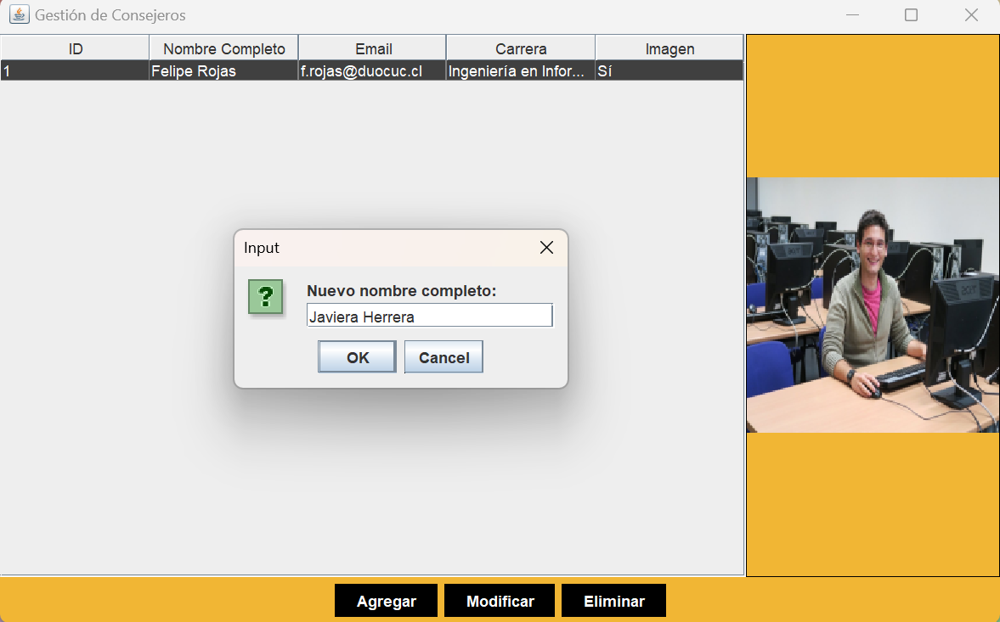 Gestión de Consejeros
ID Nombre Completo Email Carrera Imagen
1 Felipe Rojas f.rojas@duocuc.cl Ingeniería en Infor... Sí
Input
?
Nuevo nombre completo:
Javiera Herrera
OK Cancel
Agregar Modificar Eliminar